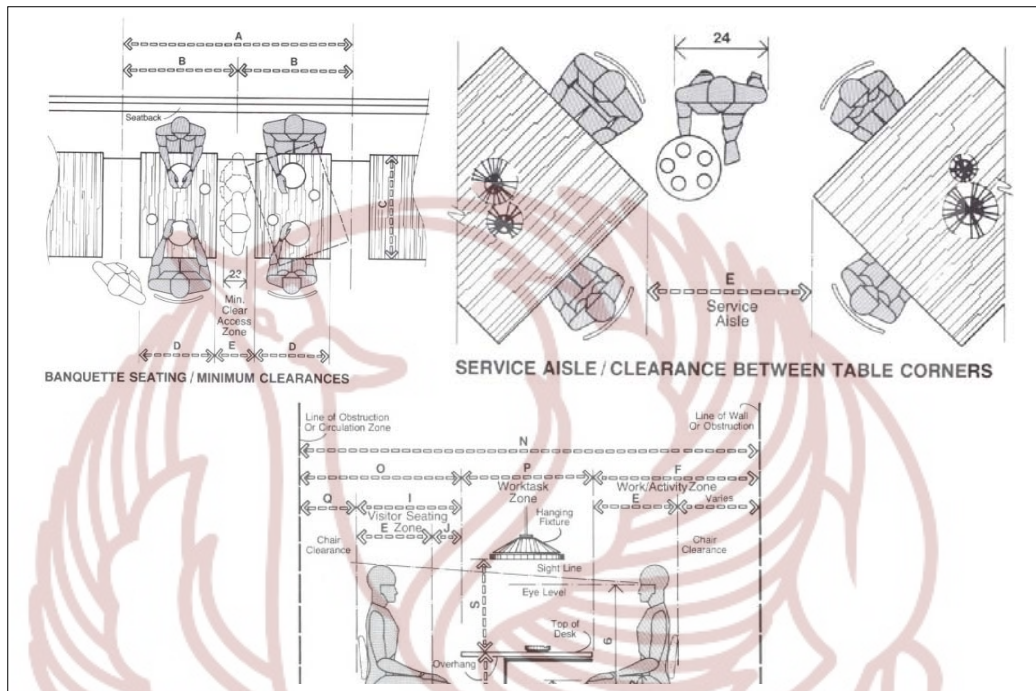 A
B B
Seatback
C
22
Min.
Clear
Access
Zone
D E D
BANQUETTE SEATING / MINIMUM CLEARANCES
24
E
Service
Aisle
SERVICE AISLE / CLEARANCE BETWEEN TABLE CORNERS
Line of Obstruction
Or Circulation Zone
Line of Wall
Or Obstruction
N
O P F
Worktask
Zone
Work/Activity Zone
Q I E Varies
Visitor Seating
E Zone J
Chair
Clearance
Hanging
Fixture
Chair
Clearance
Sight Line
Eye Level
S
Top of
Desk
Overhang